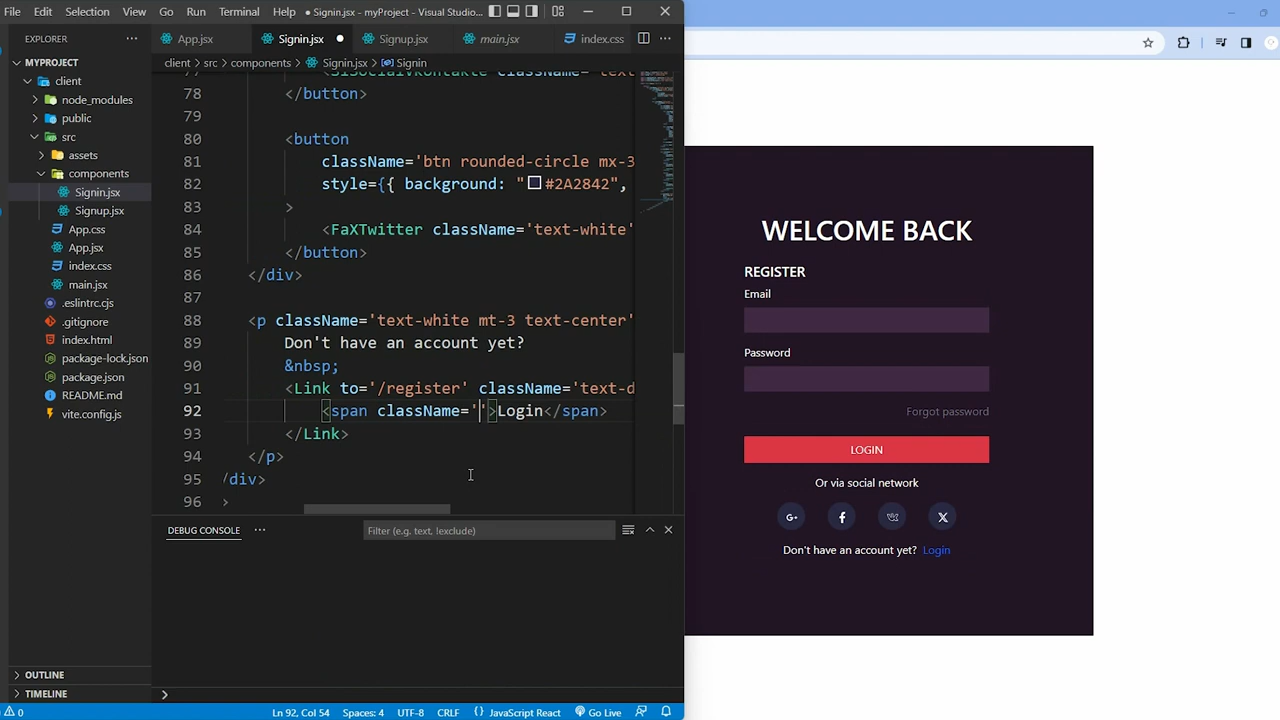 File Edit Selection View Go Run Terminal Help ● Signin.jsx - myProject - Visual Studio...
EXPLORER
MYPROJECT
client
node_modules
public
src
assets
components
Signin.jsx
Signup.jsx
App.css
App.jsx
index.css
main.jsx
.eslintrc.cjs
.gitignore
index.html
package-lock.json
package.json
README.md
vite.config.js
OUTLINE
TIMELINE
App.jsx Signin.jsx Signup.jsx main.jsx index.css
client > src > components > Signin.jsx > Signin
77 <SlSocialVkontakte className='text
78 </button>
79
80 <button
81 className='btn rounded-circle mx-3
82 style={{ background: "#2A2842",
83 >
84 <FaXTwitter className='text-white'
85 </button>
86 </div>
87
88 <p className='text-white mt-3 text-center'
89 Don't have an account yet?
90 &nbsp;
91 <Link to='/register' className='text-d
92 <span className=''>Login</span>
93 </Link>
94 </p>
95 /div>
96 >
DEBUG CONSOLE Filter (e.g. text, !exclude)
0 Ln 92, Col 54 Spaces: 4 UTF-8 CRLF {} JavaScript React Go Live
WELCOME BACK
REGISTER
Email
Password
Forgot password
LOGIN
Or via social network
Don't have an account yet? Login